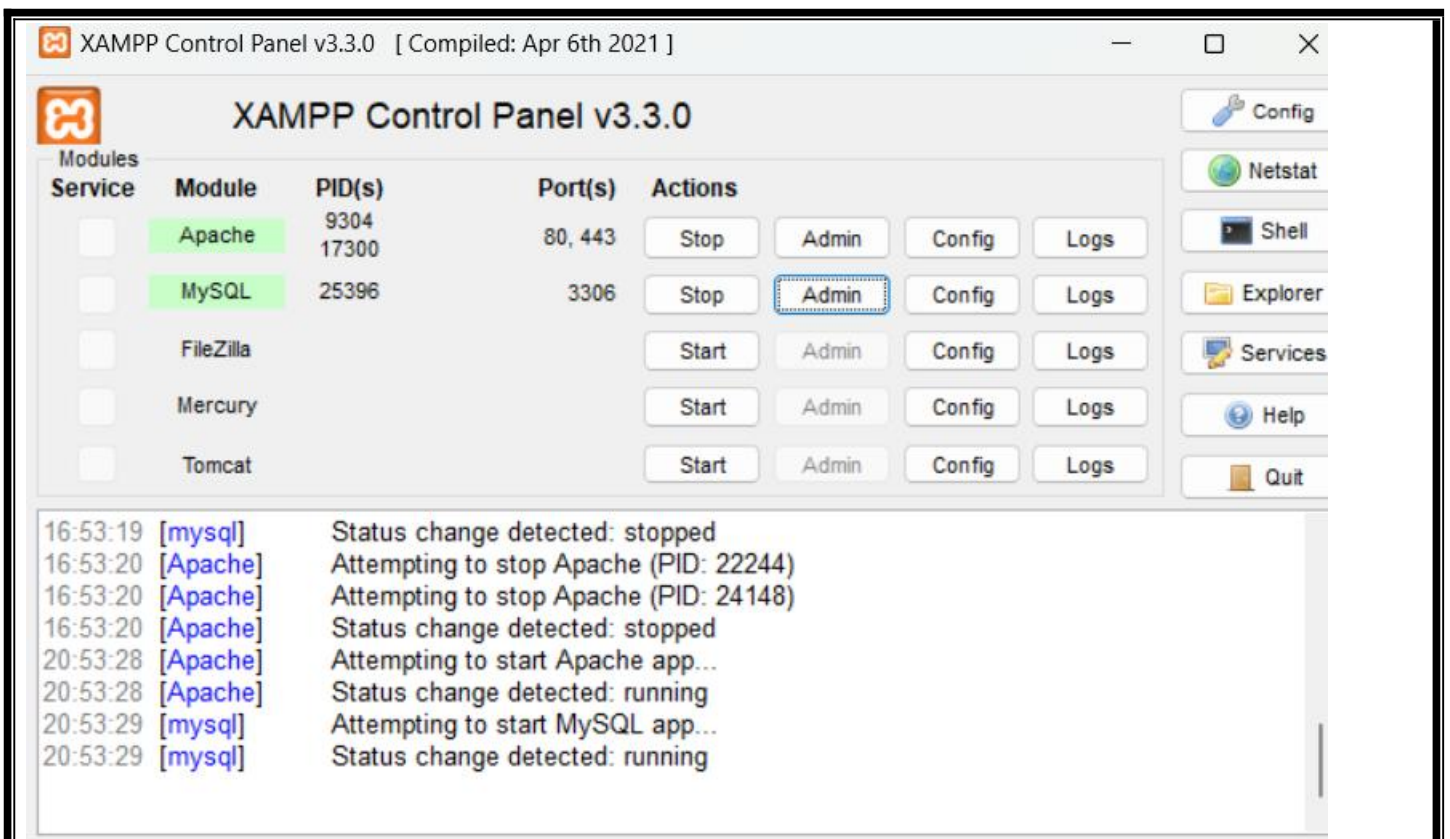 XAMPP Control Panel v3.3.0 [ Compiled: Apr 6th 2021 ]
XAMPP Control Panel v3.3.0
Modules
Service Module PID(s) Port(s) Actions
Apache 9304 17300 80, 443 Stop Admin Config Logs
MySQL 25396 3306 Stop Admin Config Logs
FileZilla Start Admin Config Logs
Mercury Start Admin Config Logs
Tomcat Start Admin Config Logs
Config
Netstat
Shell
Explorer
Services
Help
Quit
16:53:19 [mysql] Status change detected: stopped
16:53:20 [Apache] Attempting to stop Apache (PID: 22244)
16:53:20 [Apache] Attempting to stop Apache (PID: 24148)
16:53:20 [Apache] Status change detected: stopped
20:53:28 [Apache] Attempting to start Apache app...
20:53:28 [Apache] Status change detected: running
20:53:29 [mysql] Attempting to start MySQL app...
20:53:29 [mysql] Status change detected: running